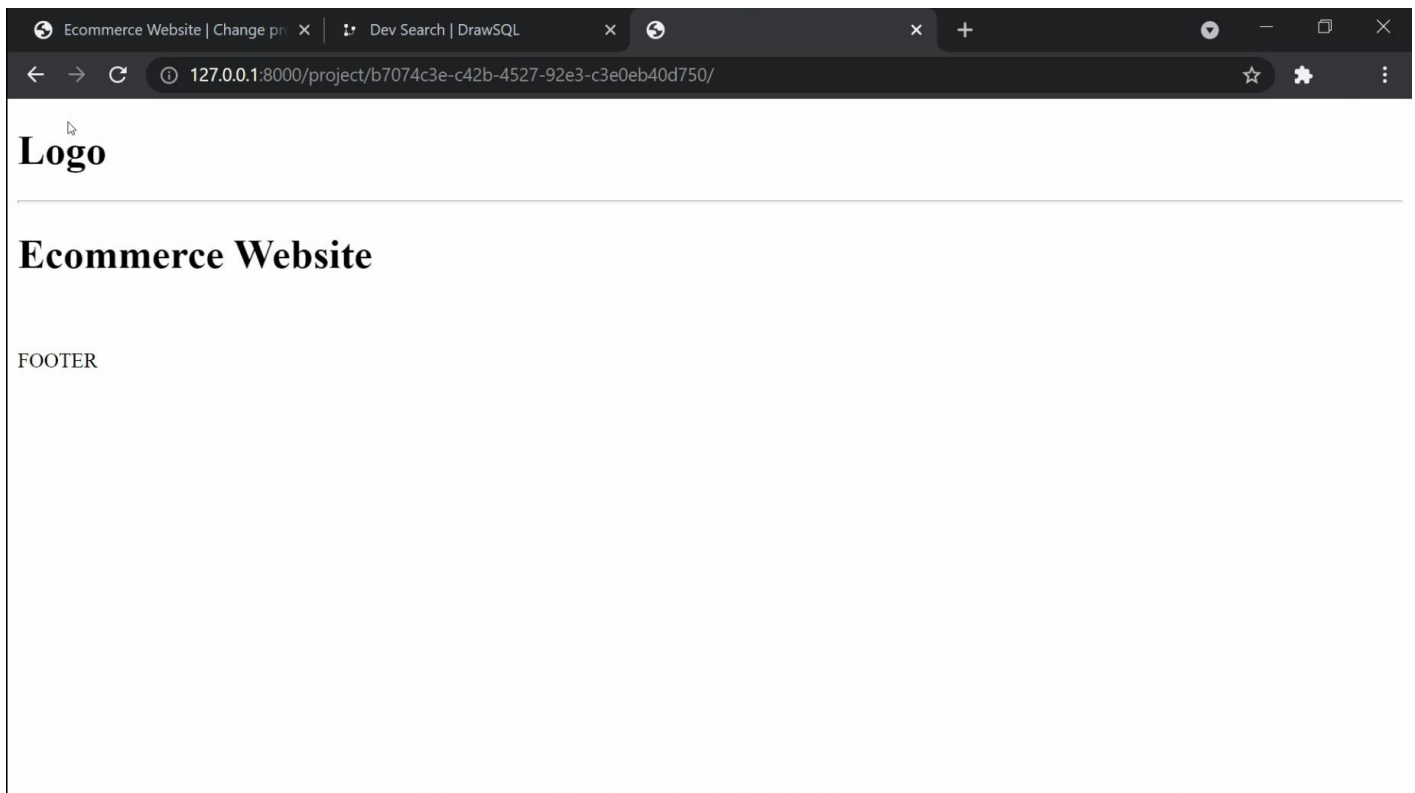 Ecommerce Website | Change pr
Dev Search | DrawSQL
127.0.0.1:8000/project/b7074c3e-c42b-4527-92e3-c3e0eb40d750/
Logo
Ecommerce Website
FOOTER